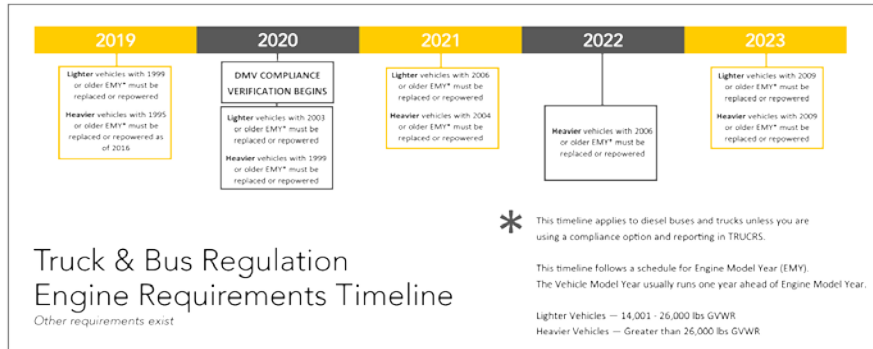 2019
2020
2021
2022
2023
Lighter vehicles with 1999
or older EMY* must be
replaced or repowered
Heavier vehicles with 1995
or older EMY* must be
replaced or repowered as
of 2016
DMV COMPLIANCE
VERIFICATION BEGINS
Lighter vehicles with 2003
or older EMY* must be
replaced or repowered
Heavier vehicles with 1999
or older EMY* must be
replaced or repowered
Lighter vehicles with 2006
or older EMY* must be
replaced or repowered
Heavier vehicles with 2004
or older EMY* must be
replaced or repowered
Heavier vehicles with 2006
or older EMY* must be
replaced or repowered
Lighter vehicles with 2009
or older EMY* must be
replaced or repowered
Heavier vehicles with 2009
or older EMY* must be
replaced or repowered
Truck & Bus Regulation
Engine Requirements Timeline
Other requirements exist
* This timeline applies to diesel buses and trucks unless you are
using a compliance option and reporting in TRUCRS.
This timeline follows a schedule for Engine Model Year (EMY).
The Vehicle Model Year usually runs one year ahead of Engine Model Year.
Lighter Vehicles — 14,001 - 26,000 lbs GVWR
Heavier Vehicles — Greater than 26,000 lbs GVWR